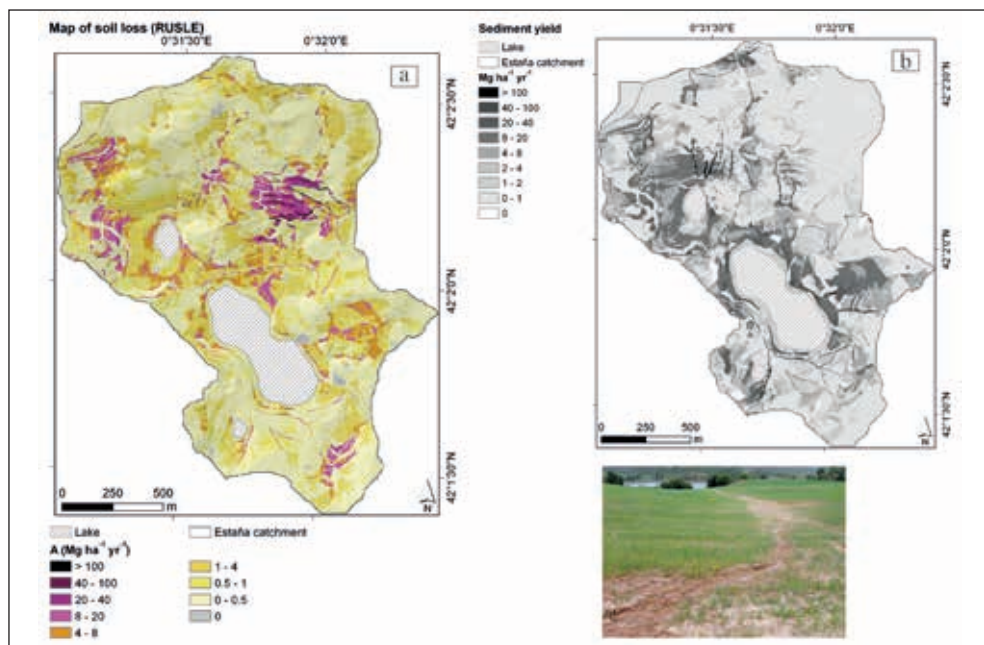 Map of soil loss (RUSLE)
0°31'30"E
0°32'0"E
a
42°2'30"N
42°2'0"N
42°1'30"N
0 250 500
m
N
Lake
Estaña catchment
A (Mg ha⁻¹ yr⁻¹)
> 100
40 - 100
20 - 40
8 - 20
4 - 8
1 - 4
0.5 - 1
0 - 0.5
0
Sediment yield
Lake
Estaña catchment
Mg ha⁻¹ yr⁻¹
> 100
40 - 100
20 - 40
8 - 20
4 - 8
2 - 4
1 - 2
0 - 1
0
0°31'30"E
0°32'0"E
b
42°2'30"N
42°2'0"N
42°1'30"N
0 250 500
m
N